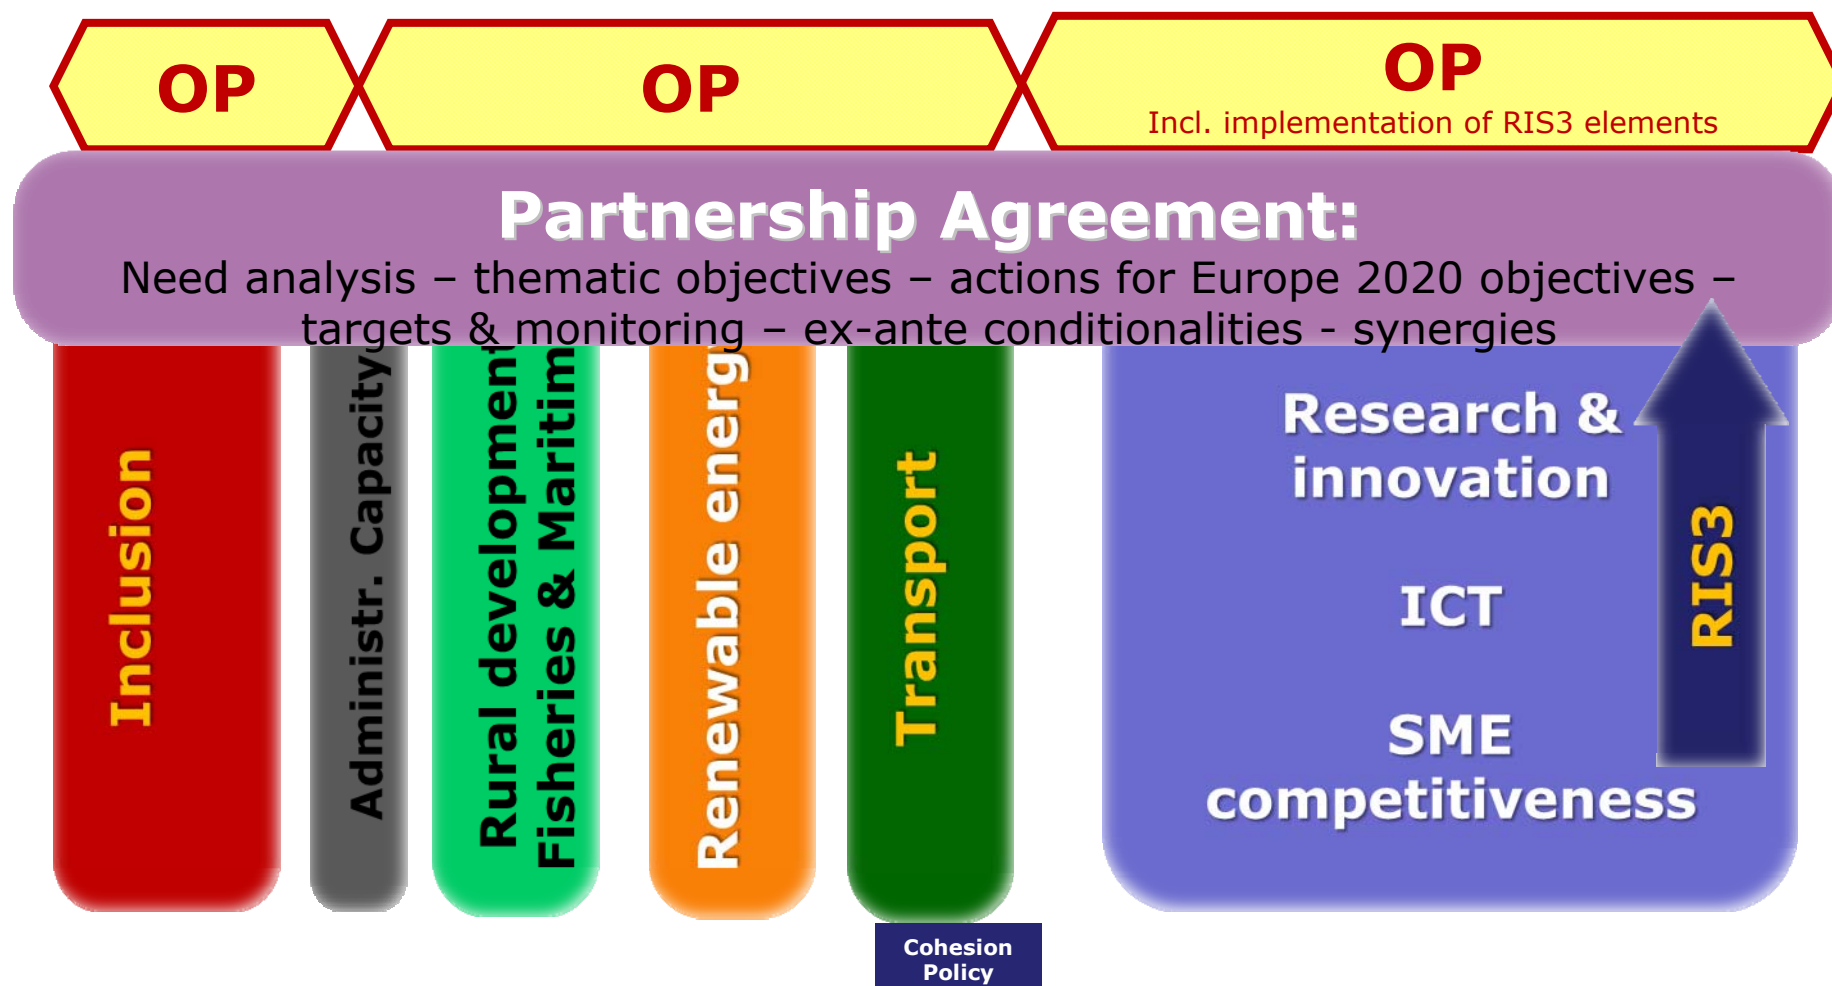 OP
OP
OP
Incl. implementation of RIS3 elements
Partnership Agreement:
Need analysis – thematic objectives – actions for Europe 2020 objectives –
targets & monitoring – ex-ante conditionalities - synergies
Inclusion
Administr. Capacity
Rural development
Fisheries & Maritim
Renewable energy
Transport
Research &
innovation
ICT
SME
competitiveness
RIS3
Cohesion
Policy